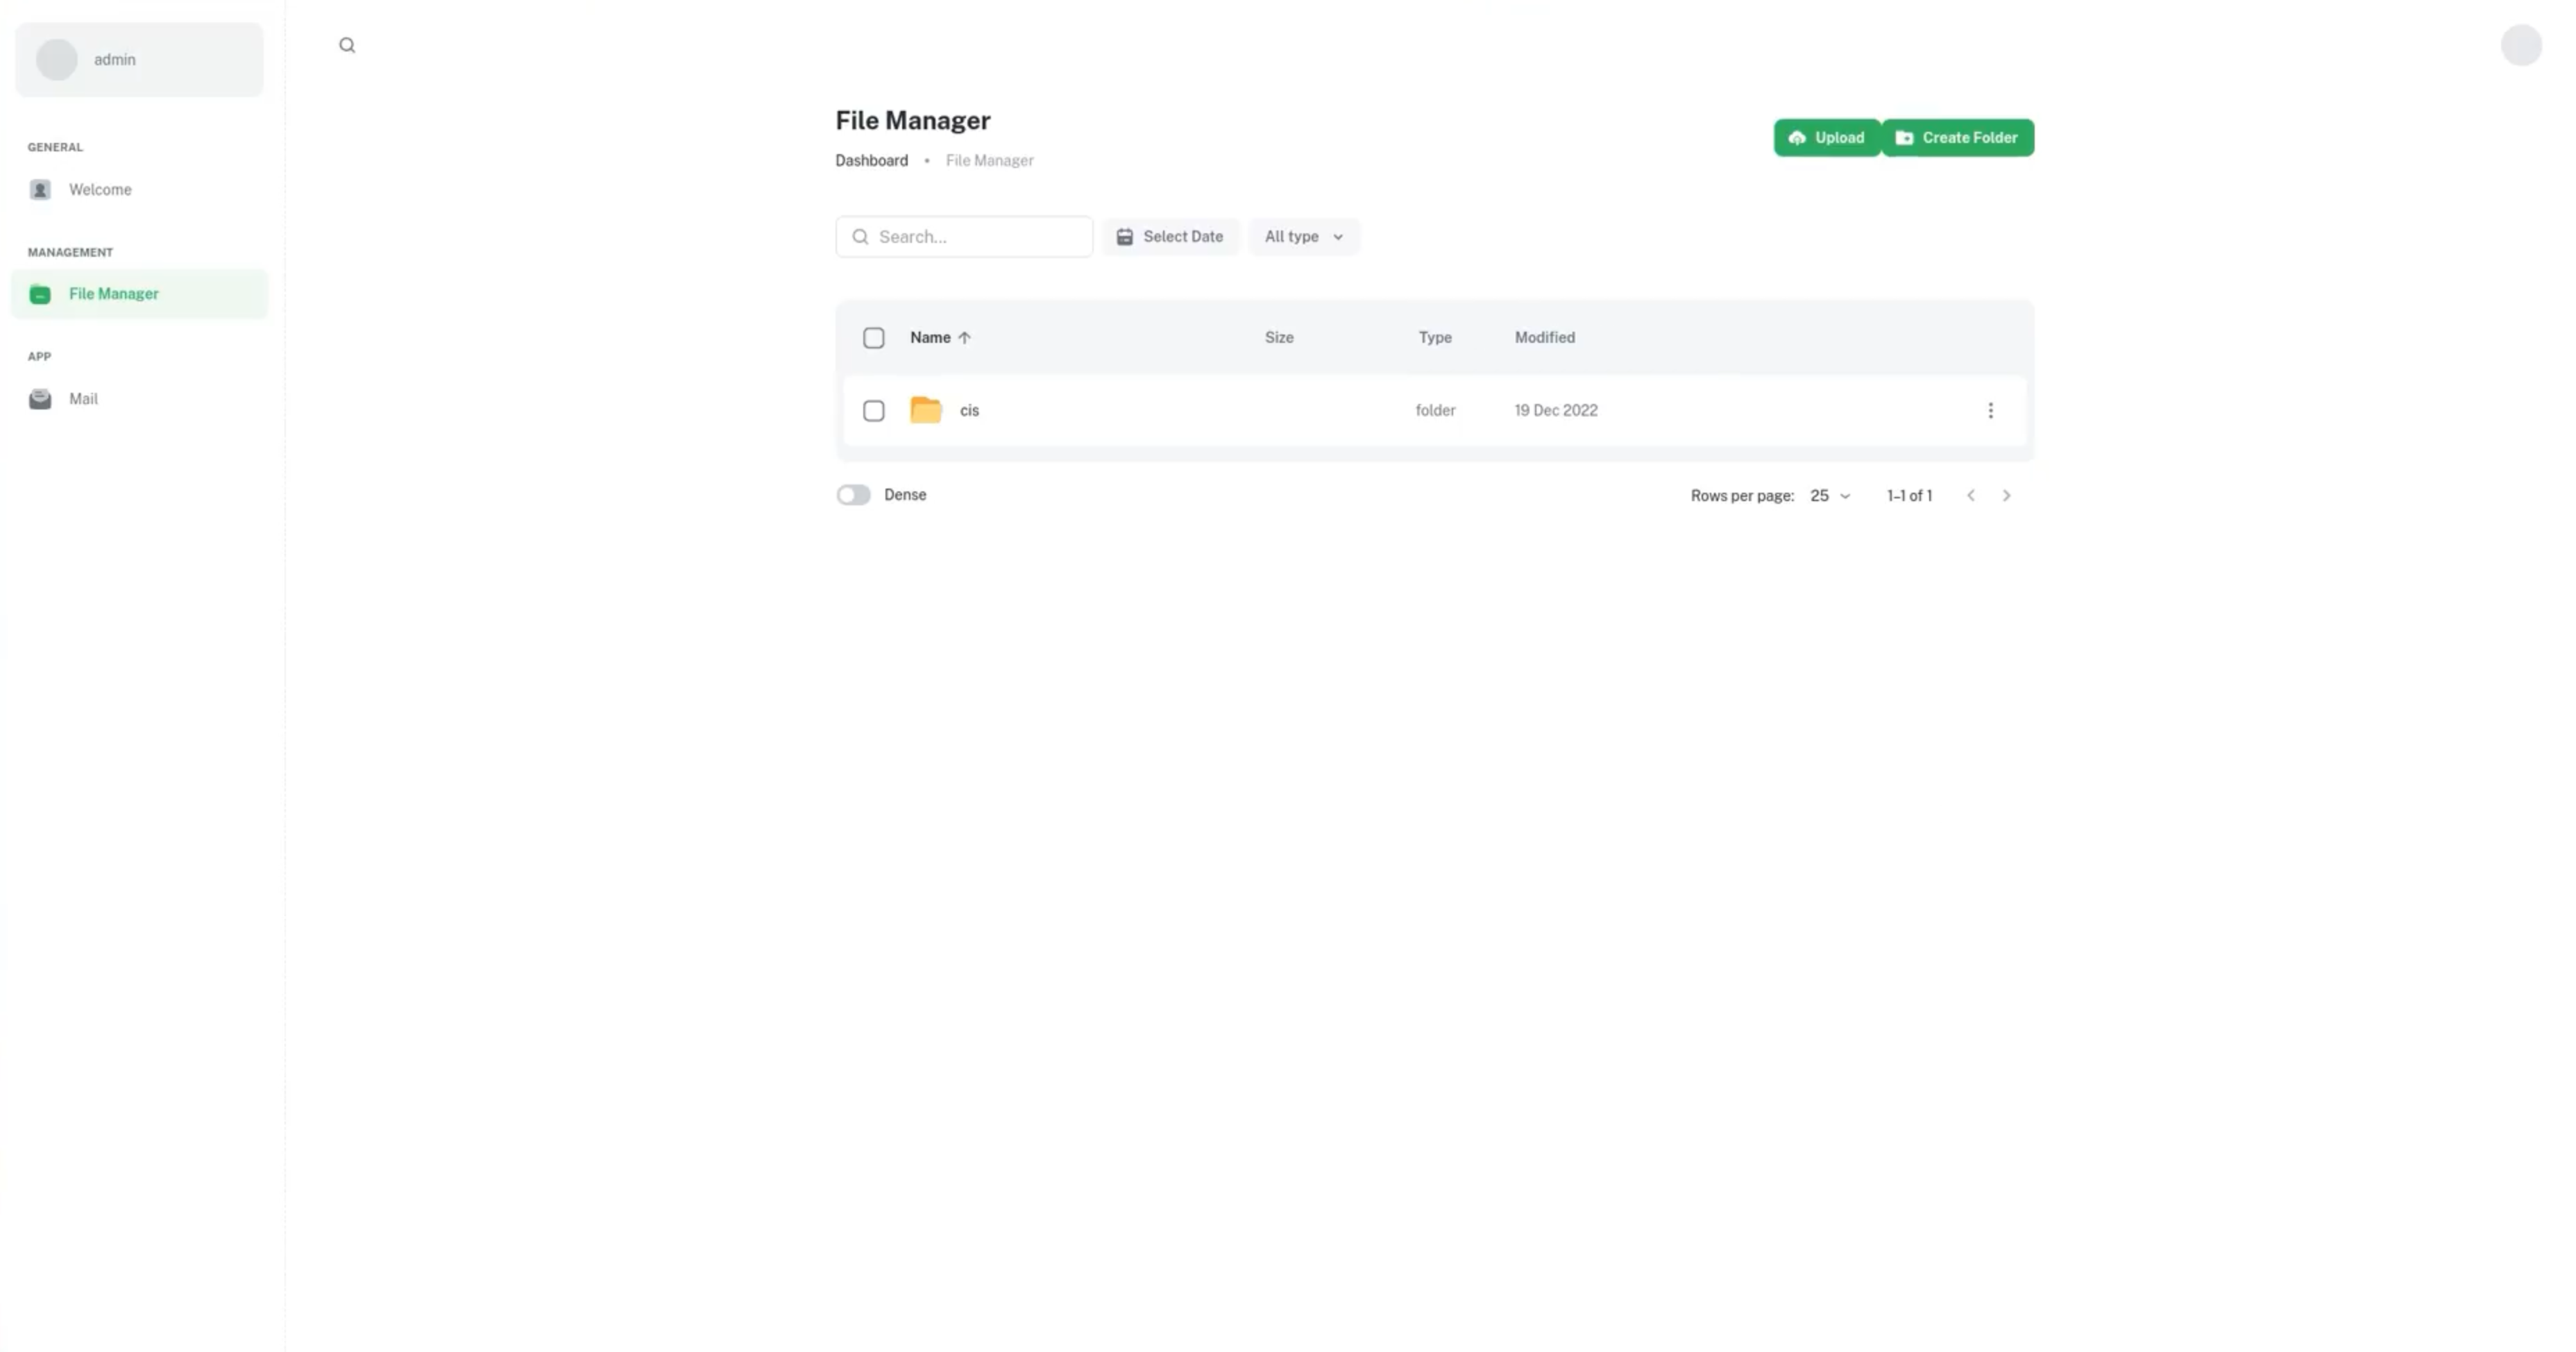 admin
GENERAL
Welcome
MANAGEMENT
File Manager
APP
Mail
File Manager
Dashboard • File Manager
Upload
Create Folder
Search...
Select Date
All type
Name Size Type Modified
cis folder 19 Dec 2022
Dense
Rows per page: 25 1–1 of 1